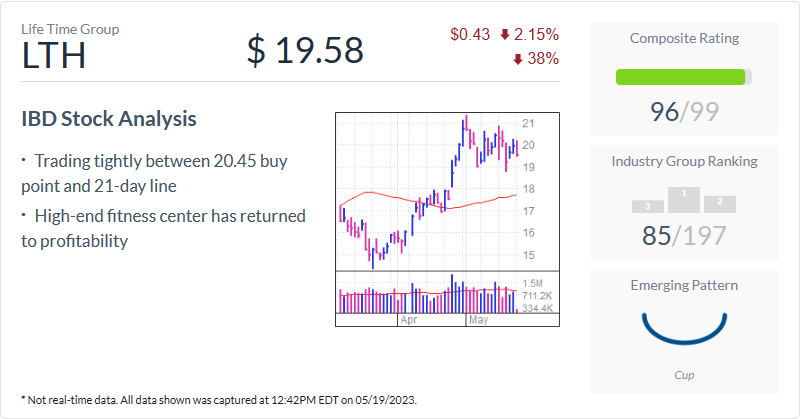 Life Time Group
LTH
$ 19.58
$0.43 2.15%
38%
IBD Stock Analysis
· Trading tightly between 20.45 buy
point and 21-day line
· High-end fitness center has returned
to profitability
21
20
19
18
17
16
15
1.5M
711.2K
334.4K
Apr
May
Composite Rating
96/99
Industry Group Ranking
3
1
2
85/197
Emerging Pattern
Cup
* Not real-time data. All data shown was captured at 12:42PM EDT on 05/19/2023.